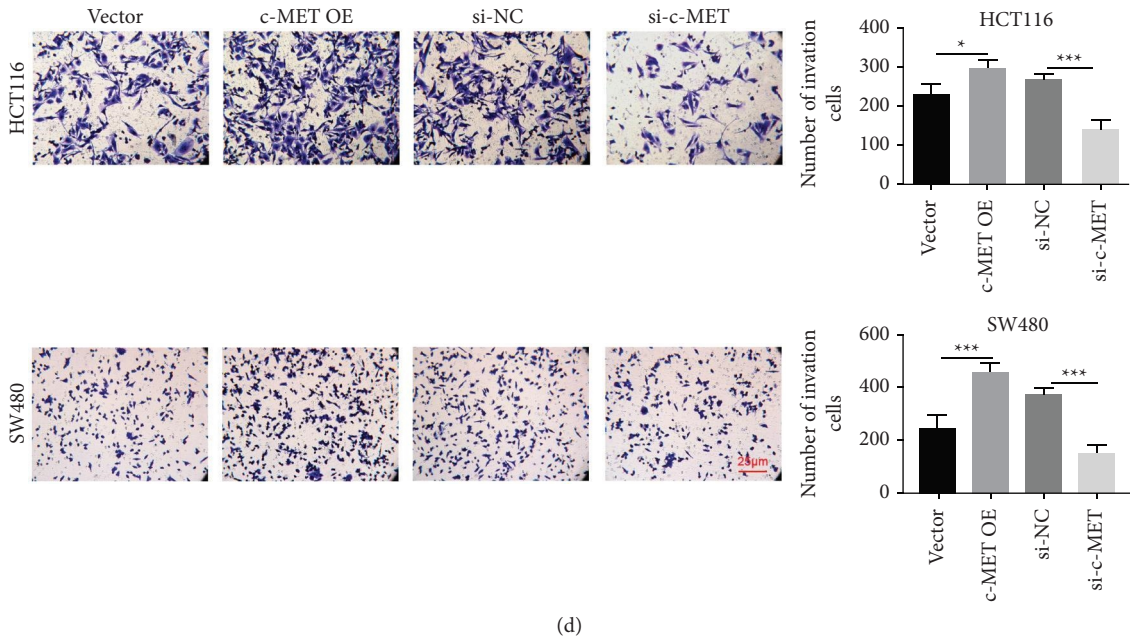 Vector
c-MET OE
si-NC
si-c-MET
HCT116
HCT116
Number of invation
cells
400
300
200
100
0
*
***
Vector
c-MET OE
si-NC
si-c-MET
SW480
25μm
SW480
Number of invation
cells
600
400
200
0
***
***
Vector
c-MET OE
si-NC
si-c-MET
(d)